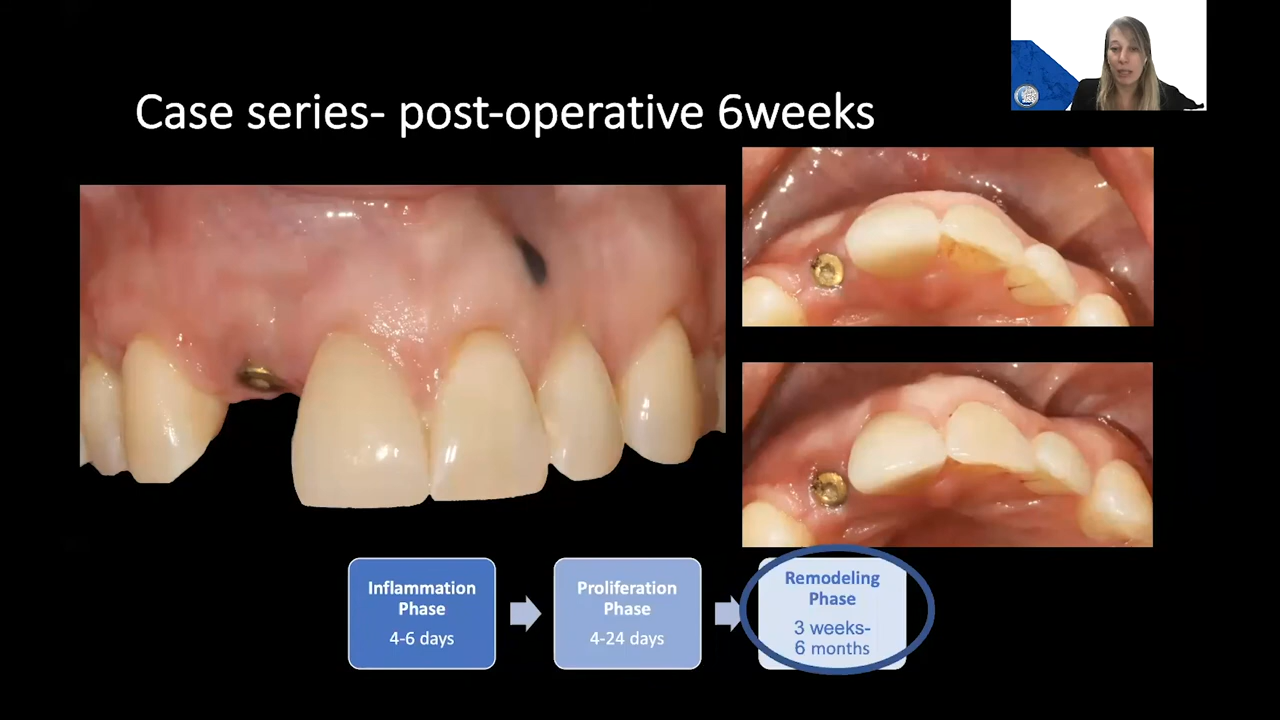 Case series- post-operative 6weeks
Inflammation
Phase
4-6 days
Proliferation
Phase
4-24 days
Remodeling
Phase
3 weeks-
6 months